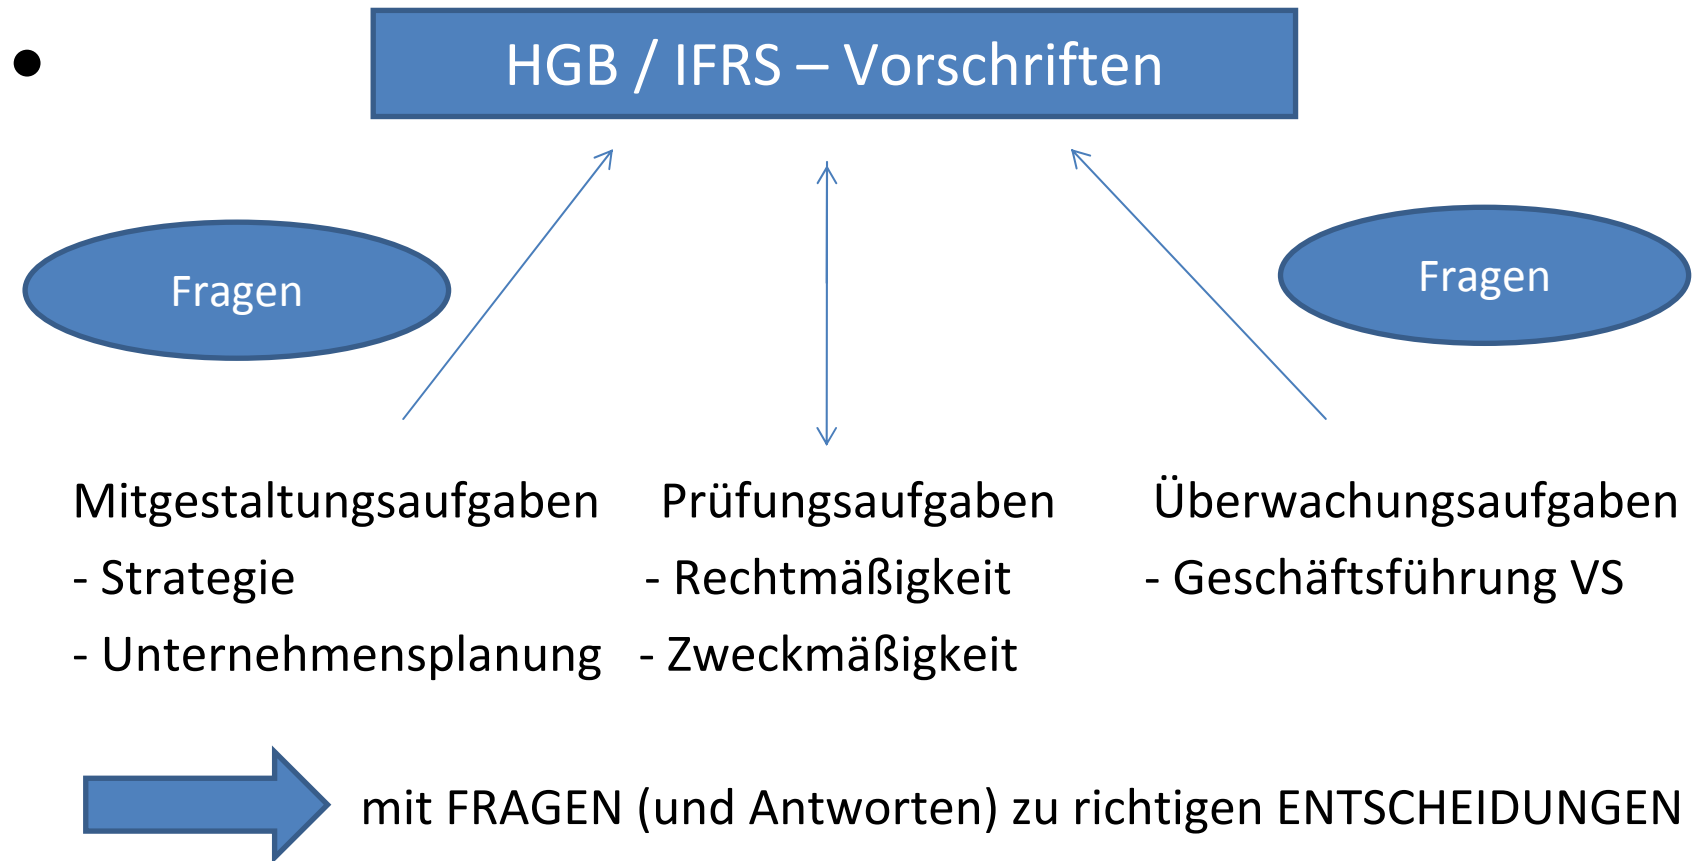 • HGB / IFRS – Vorschriften
Fragen
Fragen
Mitgestaltungsaufgaben Prüfungsaufgaben Überwachungsaufgaben
- Strategie - Rechtmäßigkeit - Geschäftsführung VS
- Unternehmensplanung - Zweckmäßigkeit
mit FRAGEN (und Antworten) zu richtigen ENTSCHEIDUNGEN